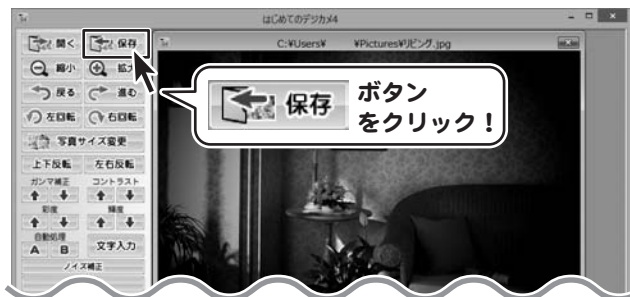 はじめてのデジカメ4
開く 保存
C:¥Users¥ ¥Pictures¥リビング.jpg
縮小 拡大
戻る 進む
保存 ボタン
をクリック！
左回転 右回転
写真サイズ変更
上下反転 左右反転
ガンマ補正 コントラスト
彩度 輝度
自動処理
A B 文字入力
ノイズ補正